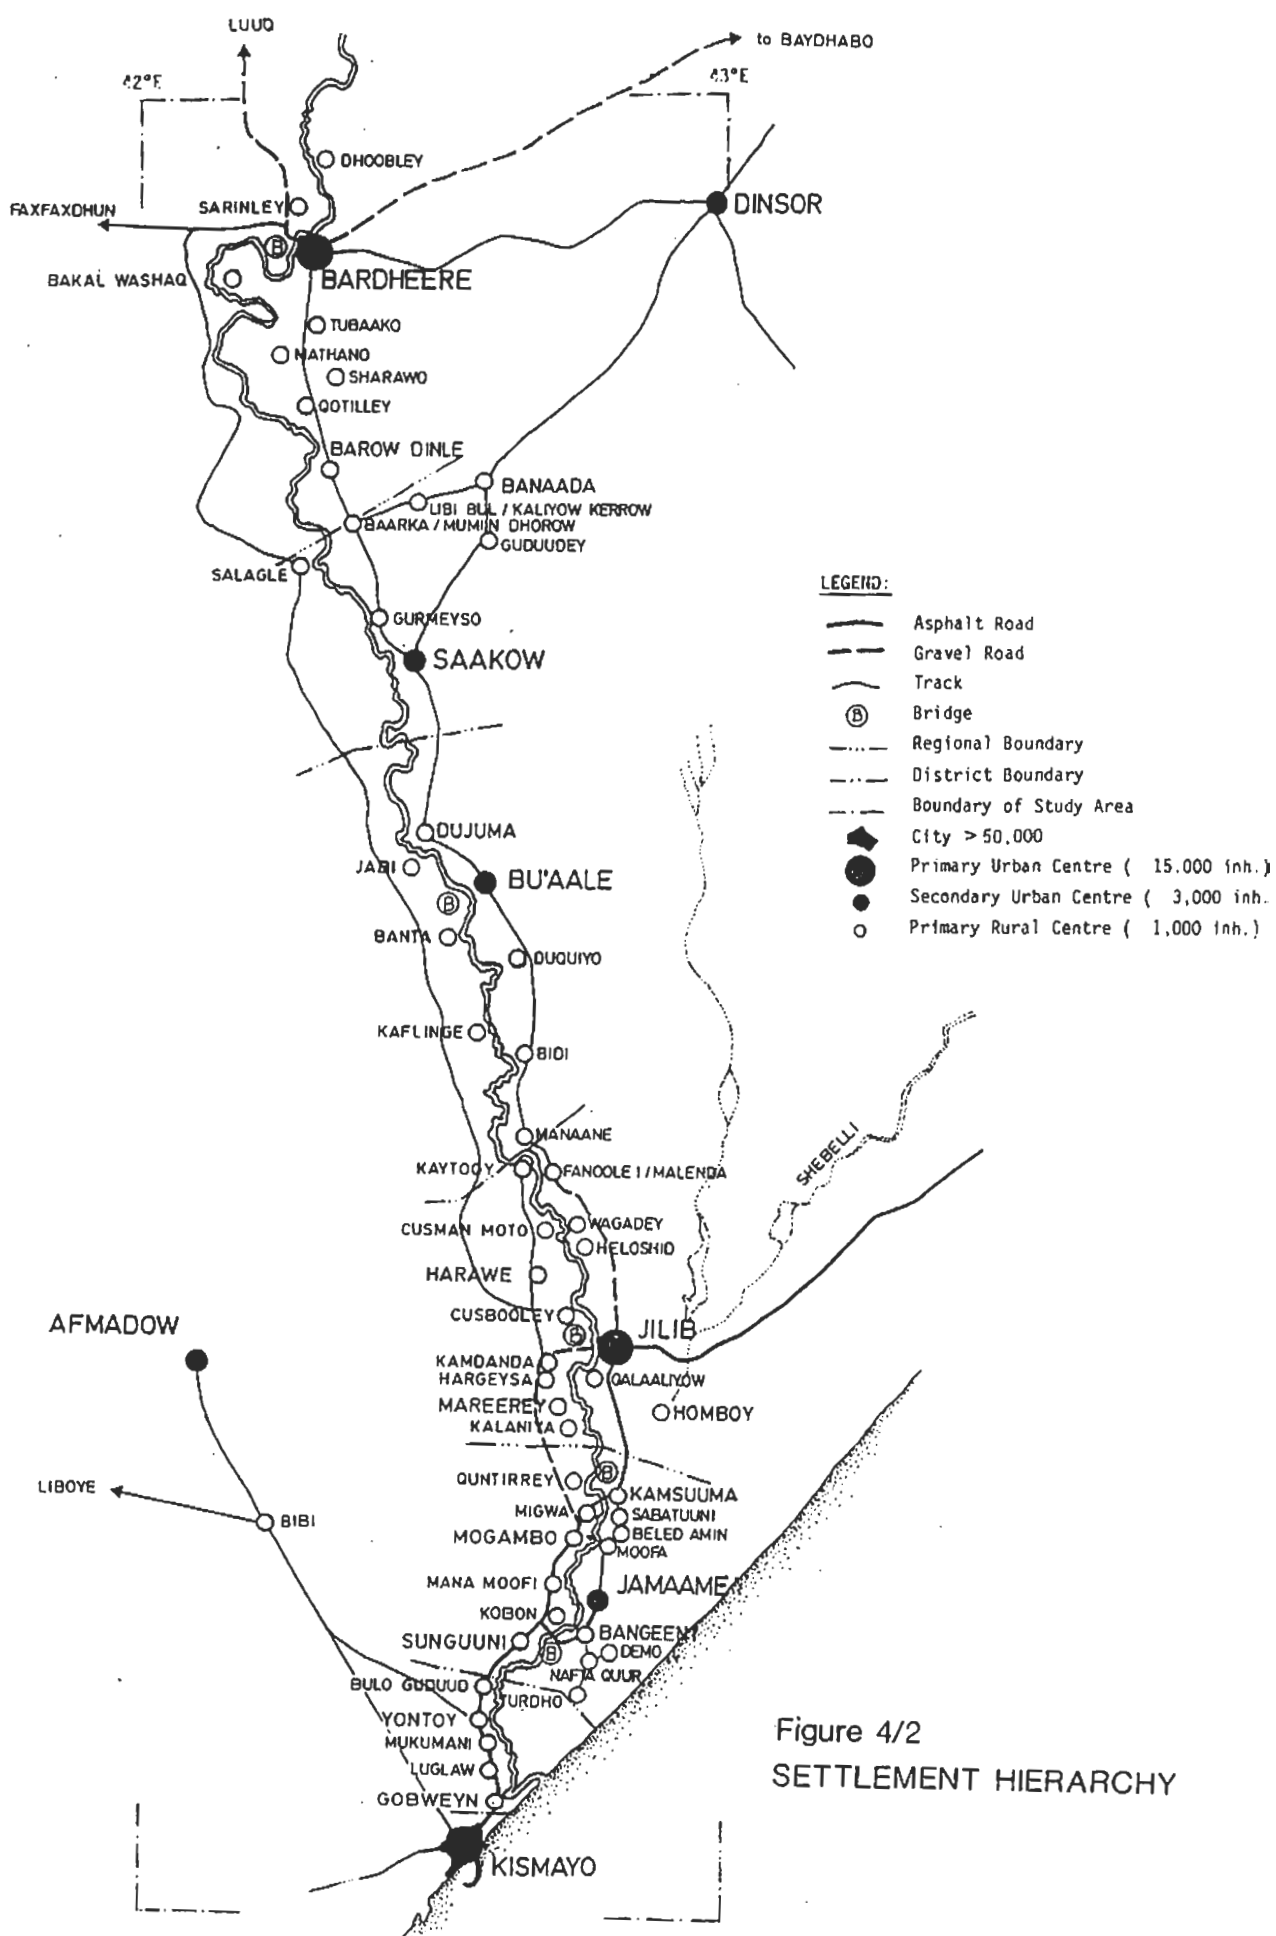 LUUQ
to BAYDHABO
42°E
43°E
DHOOBLEY
SARINLEY
DINSOR
FAXFAXDHUN
B
BAKAL WASHAQ
BARDHEERE
TUBAAKO
MATHANO
SHARAWO
QOTILLEY
BAROW DINLE
BANAADA
LIBI BUL / KALIYOW KERROW
BAARKA / MUMIN DHOROW
GUDUUDEY
SALAGLE
GURMEYSO
SAAKOW
LEGEND:
Asphalt Road
Gravel Road
Track
B Bridge
Regional Boundary
District Boundary
Boundary of Study Area
City > 50,000
Primary Urban Centre ( 15.000 inh.)
Secondary Urban Centre ( 3,000 inh.
Primary Rural Centre ( 1,000 inh.)
DUJUMA
JABI
BU'AALE
B
BANTA
DUQUIYO
KAFLINGE
BIDI
MANAANE
KAYTOOY
FANOOLE I / MALENDA
SHEBELLI
WAGADEY
CUSMAN MOTO
HELOSHID
HARAWE
CUSBOOLEY
AFMADOW
B
JILIB
KAMDANDA
HARGEYSA
QALAALIYOW
MAREEREY
HOMBOY
KALANIYA
B
QUNTIRREY
LIBOYE
KAMSUUMA
MIGWA
SABATUUNI
BIBI
MOGAMBO
BELED AMIN
MOOFA
MANA MOOFI
JAMAAME
KOBON
SUNGUUNI
BANGEENY
B
DEMO
NAFTA QUUR
BULO GUDUUD
TURDHO
YONTOY
MUKUMANI
LUGLAW
GOBWEYN
KISMAYO
Figure 4/2
SETTLEMENT HIERARCHY